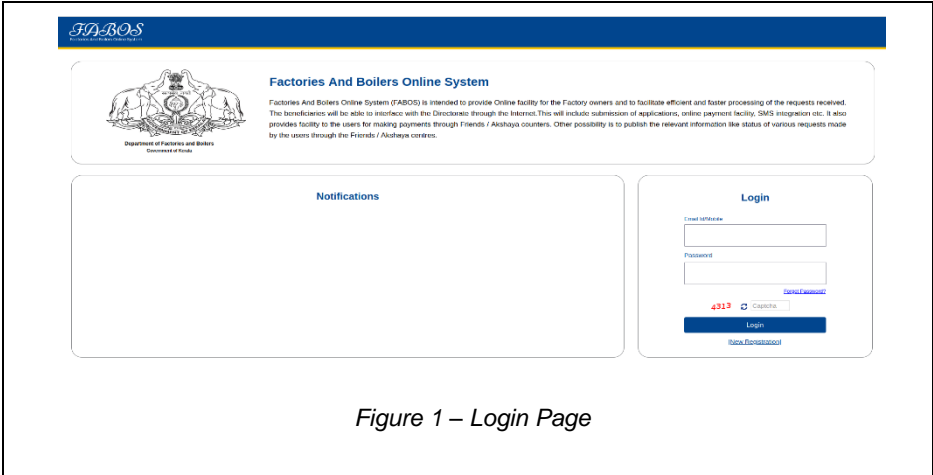 FABOS
Factories And Boilers Online System
Factories And Boilers Online System
Factories And Boilers Online System (FABOS) is intended to provide Online facility for the Factory owners and to facilitate efficient and faster processing of the requests received.
The beneficiaries will be able to interface with the Directorate through the Internet.This will include submission of applications, online payment facility, SMS integration etc. It also
provides facility to the users for making payments through Friends / Akshaya counters. Other possibility is to publish the relevant information like status of various requests made
by the users through the Friends / Akshaya centres.
Department of Factories and Boilers
Government of Kerala
Notifications
Login
Email Id/Mobile
Password
Forgot Password?
4313
Captcha
Login
(New Registration)
Figure 1 – Login Page